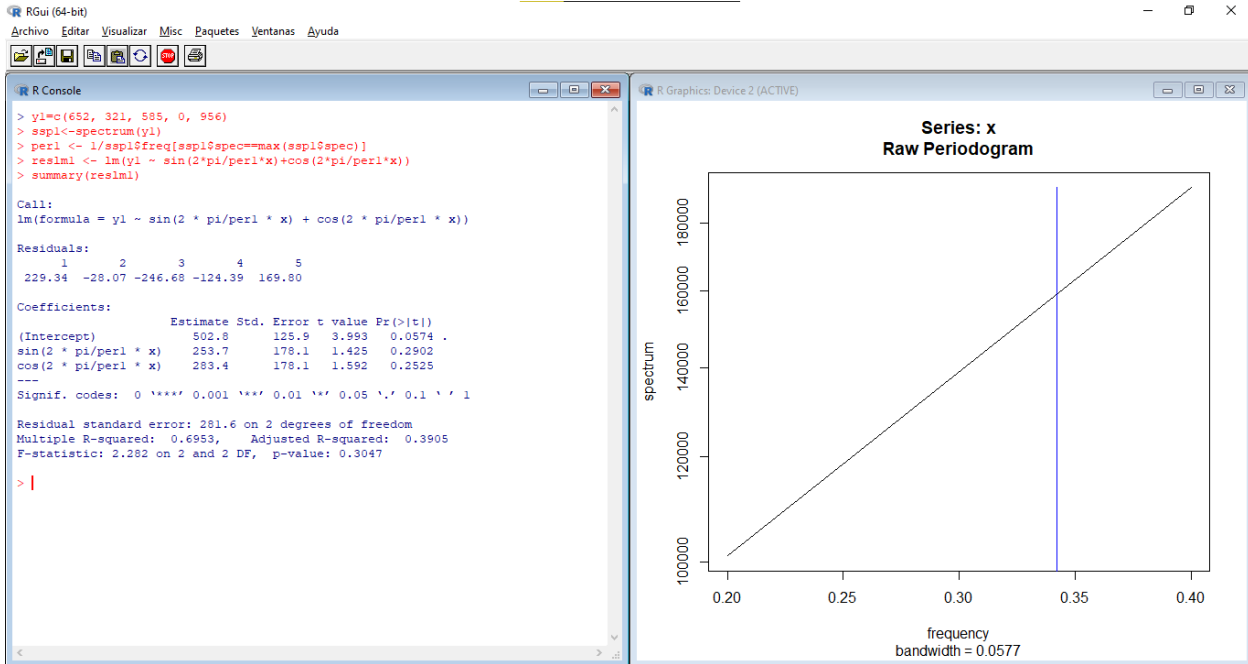 RGui (64-bit)
Archivo Editar Visualizar Misc Paquetes Ventanas Ayuda
STOP
R Console
> y1=c(652, 321, 585, 0, 956)
> ssp1<-spectrum(y1)
> per1 <- 1/ssp1$freq[ssp1$spec==max(ssp1$spec)]
> reslm1 <- lm(y1 ~ sin(2*pi/per1*x)+cos(2*pi/per1*x))
> summary(reslm1)
Call:
lm(formula = y1 ~ sin(2 * pi/per1 * x) + cos(2 * pi/per1 * x))
Residuals:
1 2 3 4 5
229.34 -28.07 -246.68 -124.39 169.80
Coefficients:
Estimate Std. Error t value Pr(>|t|)
(Intercept) 502.8 125.9 3.993 0.0574 .
sin(2 * pi/per1 * x) 253.7 178.1 1.425 0.2902
cos(2 * pi/per1 * x) 283.4 178.1 1.592 0.2525
---
Signif. codes: 0 '***' 0.001 '**' 0.01 '*' 0.05 '.' 0.1 ' ' 1
Residual standard error: 281.6 on 2 degrees of freedom
Multiple R-squared: 0.6953, Adjusted R-squared: 0.3905
F-statistic: 2.282 on 2 and 2 DF, p-value: 0.3047
>
R Graphics: Device 2 (ACTIVE)
Series: x
Raw Periodogram
spectrum
180000
160000
140000
120000
100000
0.20 0.25 0.30 0.35 0.40
frequency
bandwidth = 0.0577